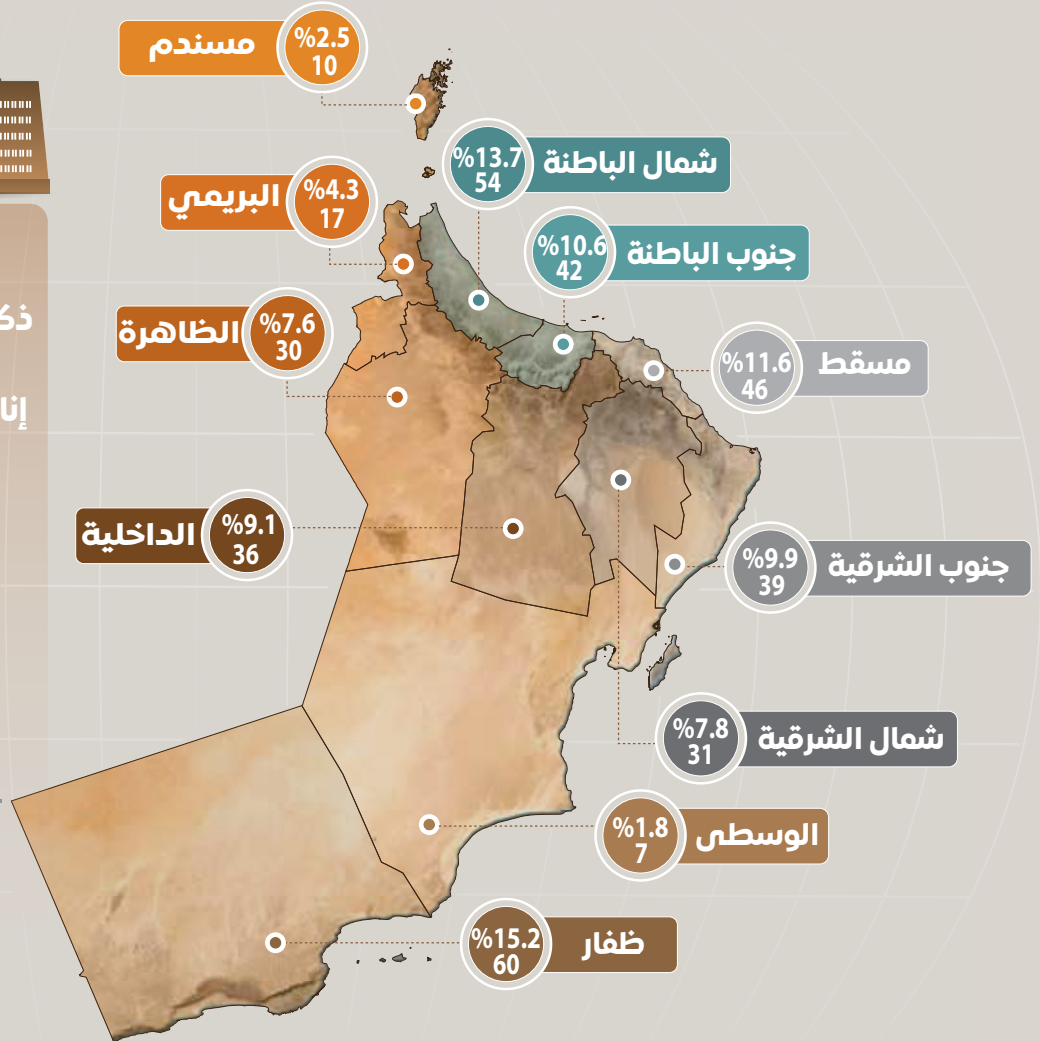 مسندم
%2.5
10
شمال الباطنة
%13.7
54
البريمي
%4.3
17
جنوب الباطنة
%10.6
42
الظاهرة
%7.6
30
مسقط
%11.6
46
الداخلية
%9.1
36
جنوب الشرقية
%9.9
39
شمال الشرقية
%7.8
31
الوسطى
%1.8
7
ظفار
%15.2
60